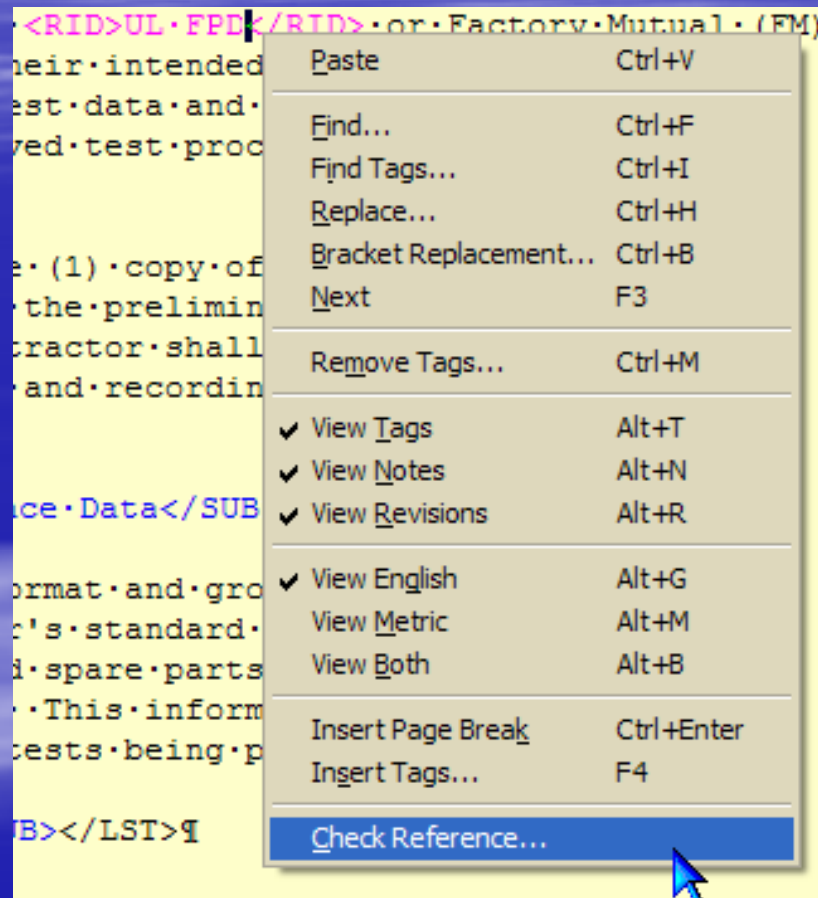 <RID>UL·FPD</RID>·or·Factory·Mutual·(FM)
heir·intended
est·data·and·
ved·test·proc
e·(1)·copy·of
·the·prelimin
tractor·shall
·and·recordin
ce·Data</SUB
ormat·and·gro
r's·standard·
d·spare·parts
··This·inform
tests·being·p
UB></LST>¶
Paste Ctrl+V
Find... Ctrl+F
Find Tags... Ctrl+I
Replace... Ctrl+H
Bracket Replacement... Ctrl+B
Next F3
Remove Tags... Ctrl+M
View Tags Alt+T
View Notes Alt+N
View Revisions Alt+R
View English Alt+G
View Metric Alt+M
View Both Alt+B
Insert Page Break Ctrl+Enter
Insert Tags... F4
Check Reference...